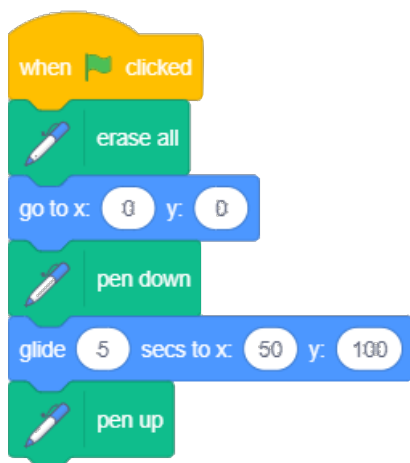 when clicked
erase all
go to x: 0 y: 0
pen down
glide 5 secs to x: 50 y: 100
pen up